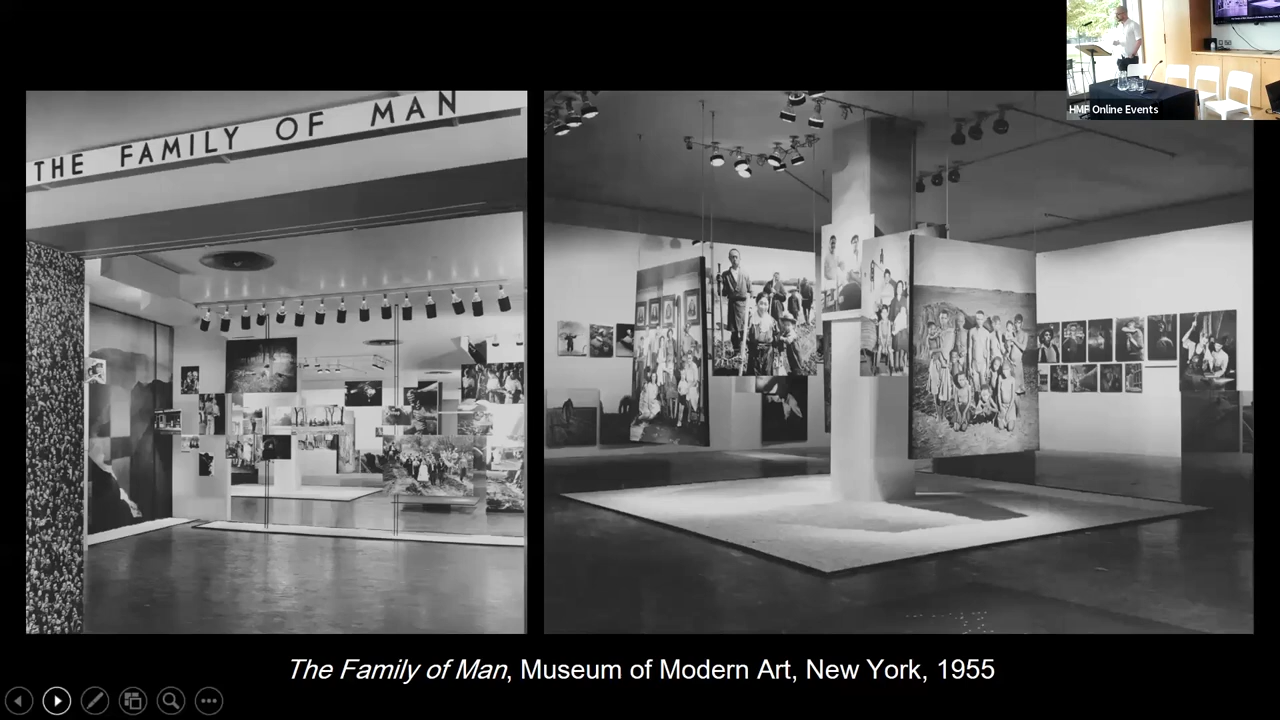 THE FAMILY OF MAN
HMF Online Events
The Family of Man, Museum of Modern Art, New York, 1955